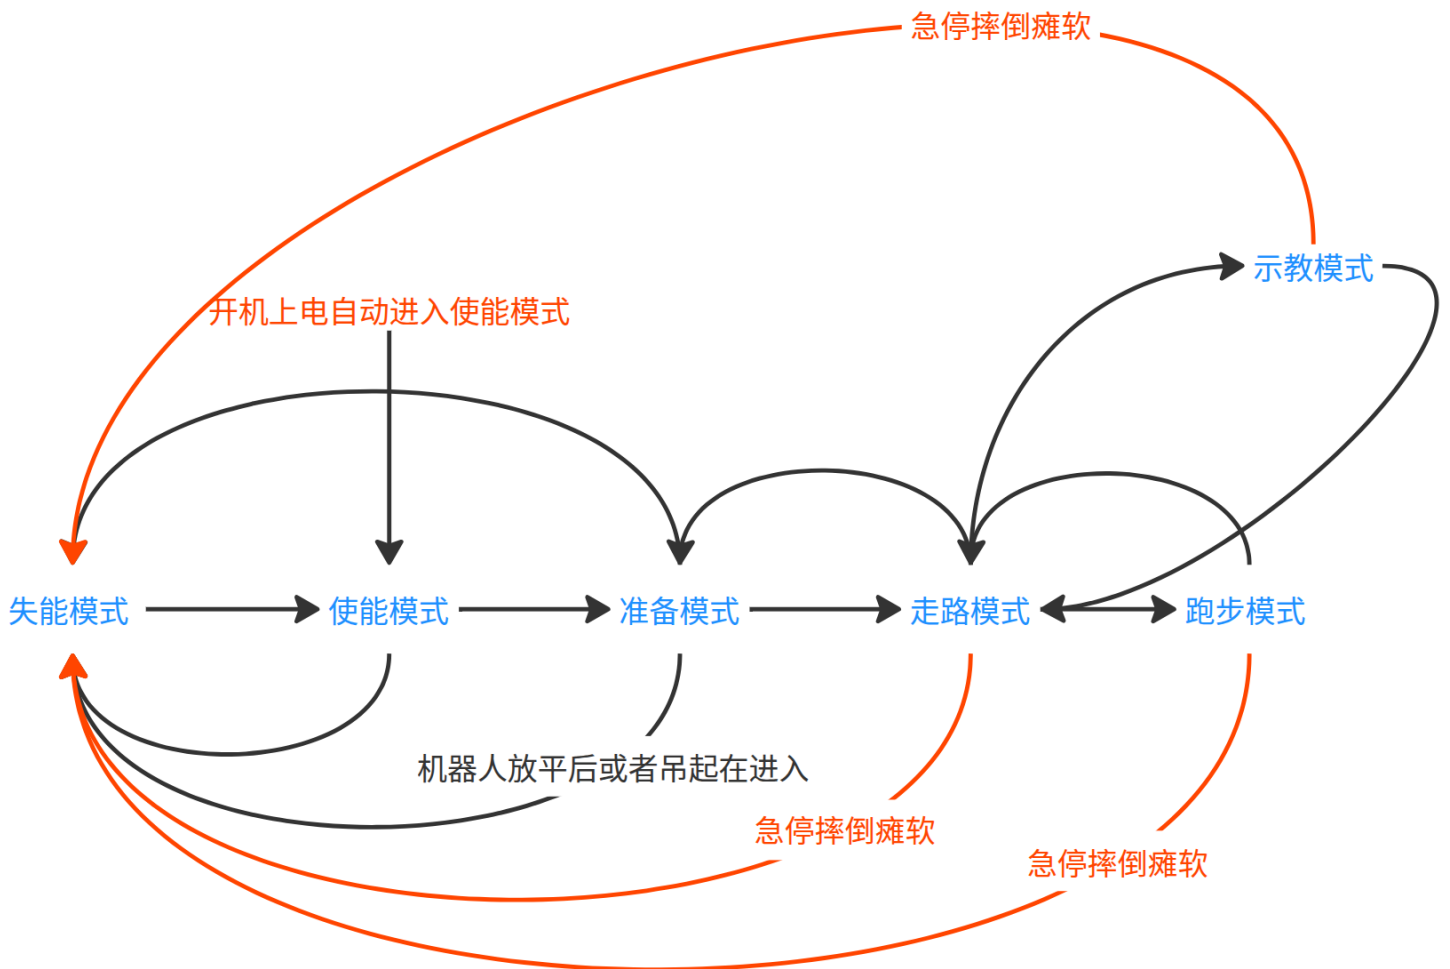 急停摔倒瘫软
示教模式
开机上电自动进入使能模式
失能模式
使能模式
准备模式
走路模式
跑步模式
机器人放平后或者吊起在进入
急停摔倒瘫软
急停摔倒瘫软